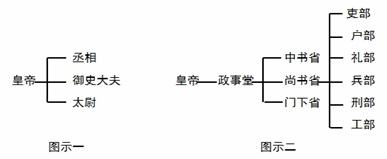 皇帝
丞相
御史大夫
太尉
图示一
皇帝
政事堂
中书省
尚书省
门下省
吏部
户部
礼部
兵部
刑部
工部
图示二